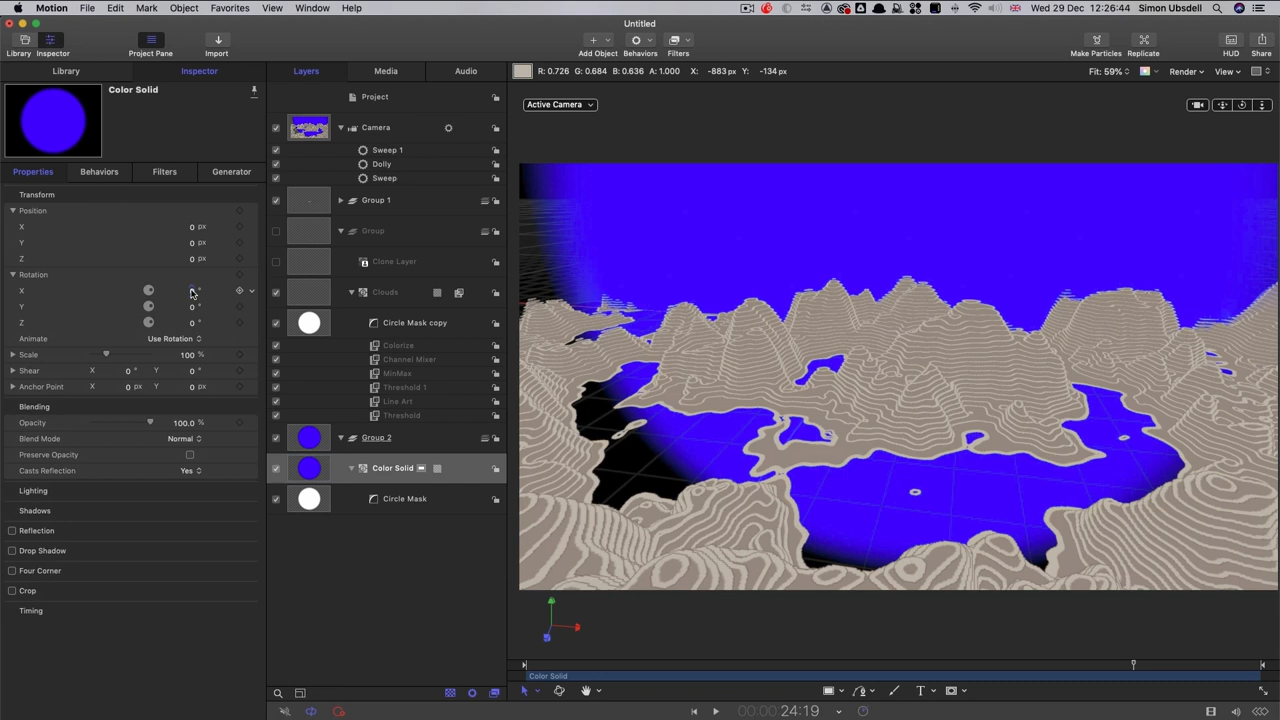 Motion File Edit Mark Object Favorites View Window Help Wed 29 Dec 12:26:44 Simon Ubsdell
Untitled
Library Inspector Project Pane Import Add Object Behaviors Filters Make Particles Replicate HUD Share
Library Inspector Layers Media Audio R: 0.726 G: 0.684 B: 0.636 A: 1.000 X: -883 px Y: -134 px Fit: 59% Render View
Color Solid
Project
Active Camera
Camera
Sweep 1
Dolly
Properties Behaviors Filters Generator
Sweep
Transform
Group 1
Position
X 0 px
Group
Y 0 px
Z 0 px
Clone Layer
Rotation
X 0 °
Clouds
Y 0 °
Z 0 °
Circle Mask copy
Animate Use Rotation
Colorize
Scale 100 %
Channel Mixer
Shear X 0 ° Y 0 °
MinMax
Anchor Point X 0 px Y 0 px
Threshold 1
Line Art
Blending
Threshold
Opacity 100.0 %
Blend Mode Normal
Group 2
Preserve Opacity
Casts Reflection Yes
Color Solid
Lighting
Circle Mask
Shadows
Reflection
Drop Shadow
Four Corner
Crop
Timing
Color Solid
T
00:00:24:19